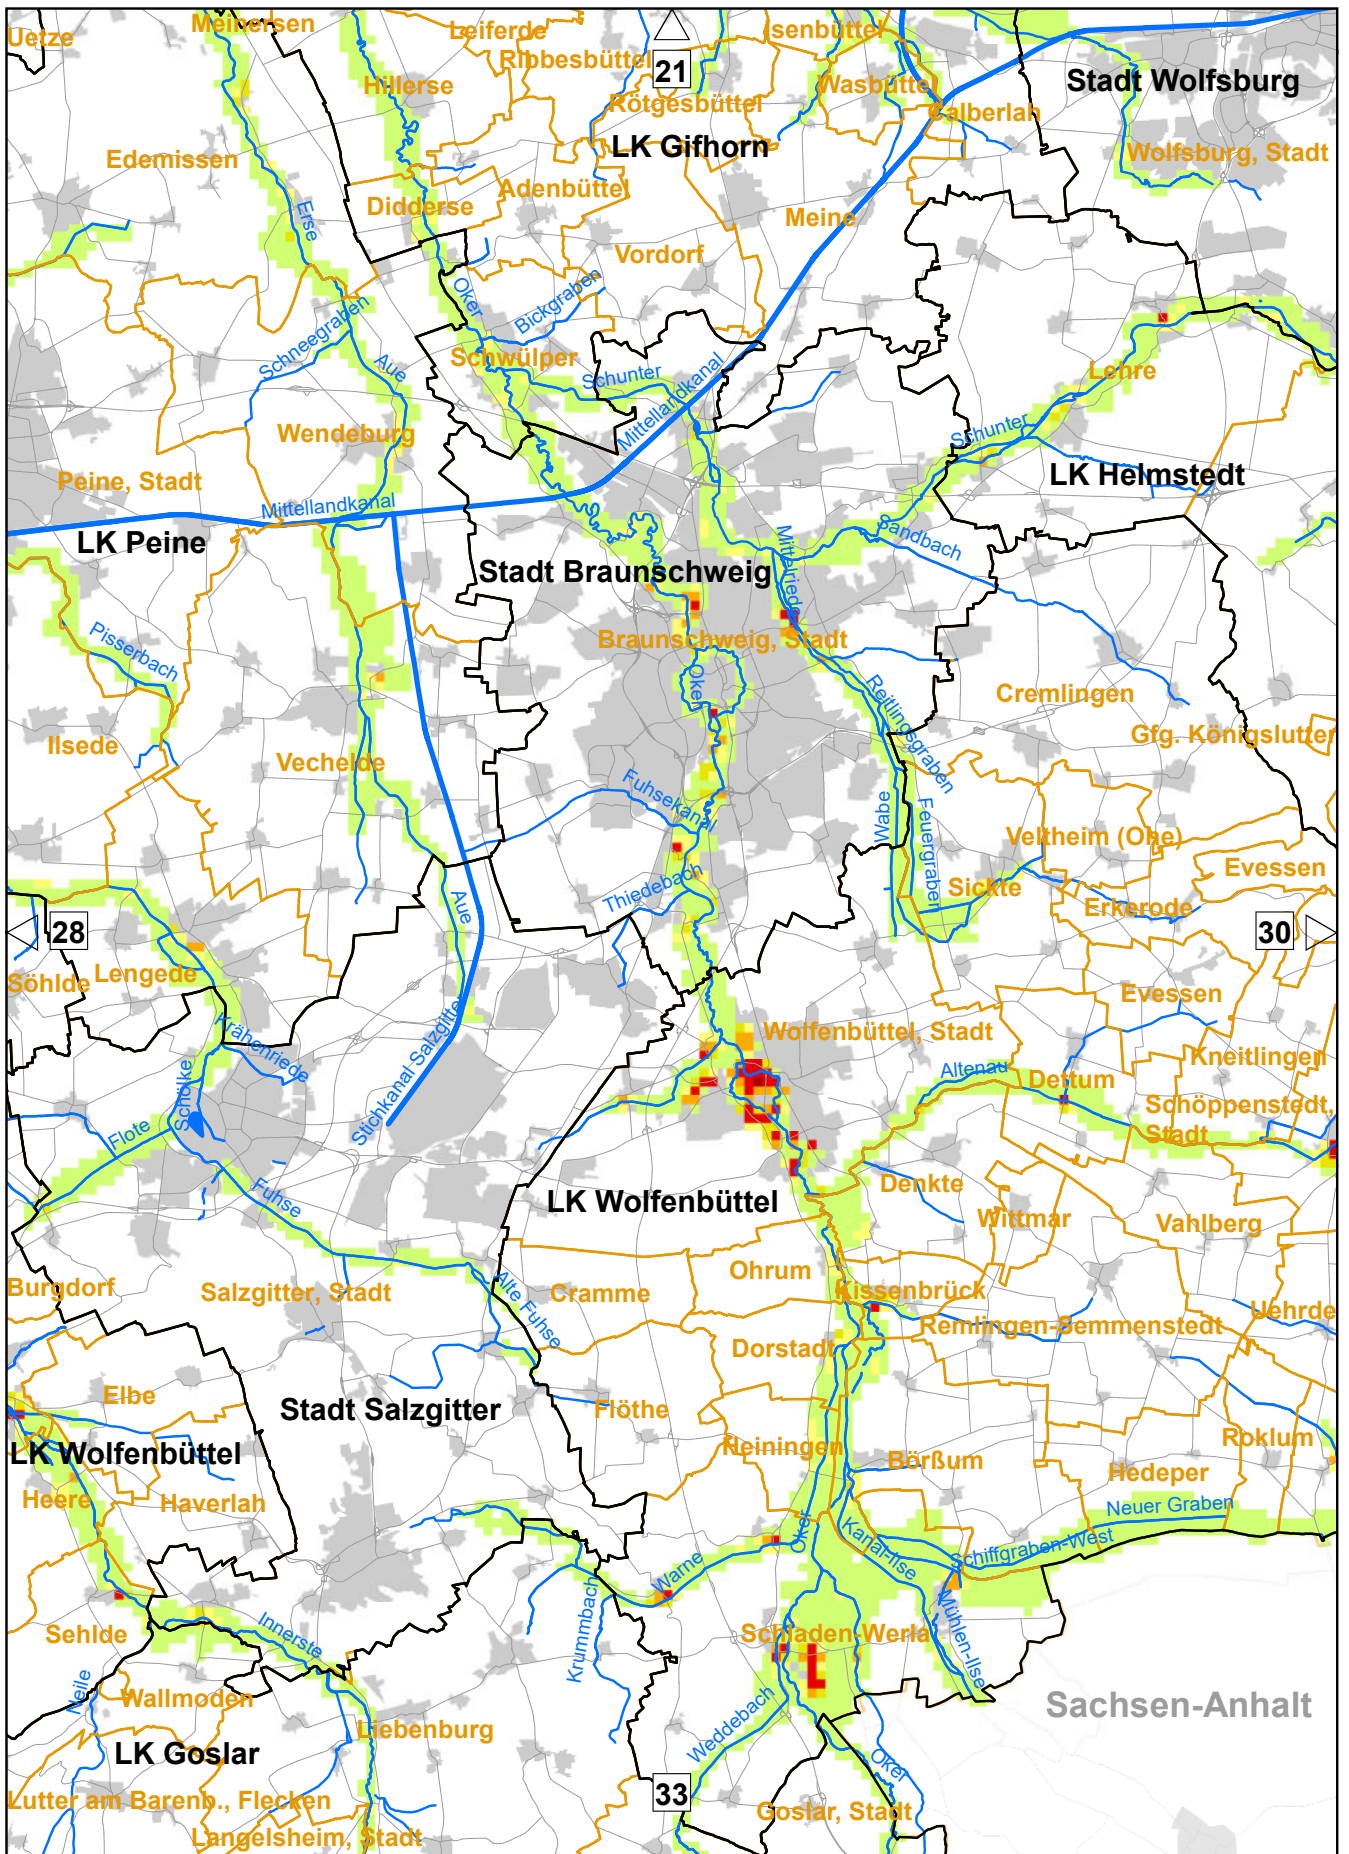 Uetze
Meinersen
Leiferde
Isenbüttel
Ribbesbüttel
21
Hillerse
Wasbüttel
Stadt Wolfsburg
Rötgesbüttel
Calberlah
LK Gifhorn
Wolfsburg, Stadt
Edemissen
Adenbüttel
Didderse
Meine
Erse
Vordorf
Oker
Bickgraben
Schneegraben
Schwülper
Aue
Schunter
Mittellandkanal
Lehre
Wendeburg
Schunter
Peine, Stadt
LK Helmstedt
Mittellandkanal
LK Peine
Sandbach
Mittelriede
Stadt Braunschweig
Pisserbach
Braunschweig, Stadt
Oker
Reitlingsgraben
Cremlingen
Ilsede
Gfg. Königslutter
Vechelde
Fuhsekanal
Wabe
Feuergraben
Veltheim (Ohe)
Evessen
Thiedebach
Sickte
Erkerode
Aue
28
30
Söhlde
Lengede
Evessen
Krähenriede
Stichkanal-Salzgitter
Wolfenbüttel, Stadt
Kneitlingen
Altenau
Dettum
Schölke
Schöppenstedt,
Stadt
Flote
Denkte
Fuhse
LK Wolfenbüttel
Wittmar
Vahlberg
Burgdorf
Salzgitter, Stadt
Ohrum
Cramme
Kissenbrück
Alte Fuhse
Uehrde
Remlingen-Semmenstedt
Dorstadt
Elbe
Stadt Salzgitter
Flöthe
LK Wolfenbüttel
Heiningen
Börßum
Roklum
Hedeper
Heere
Haverlah
Neuer Graben
Oker
Kanal-Ilse
Schiffgraben-West
Warne
Krummbach
Mühlen-Ilse
Sehlde
Innerste
Schladen-Werla
Neile
Wallmoden
Sachsen-Anhalt
Liebenburg
Weddebach
LK Goslar
Oker
33
Lutter am Barenb., Flecken
Goslar, Stadt
Langelsheim, Stadt